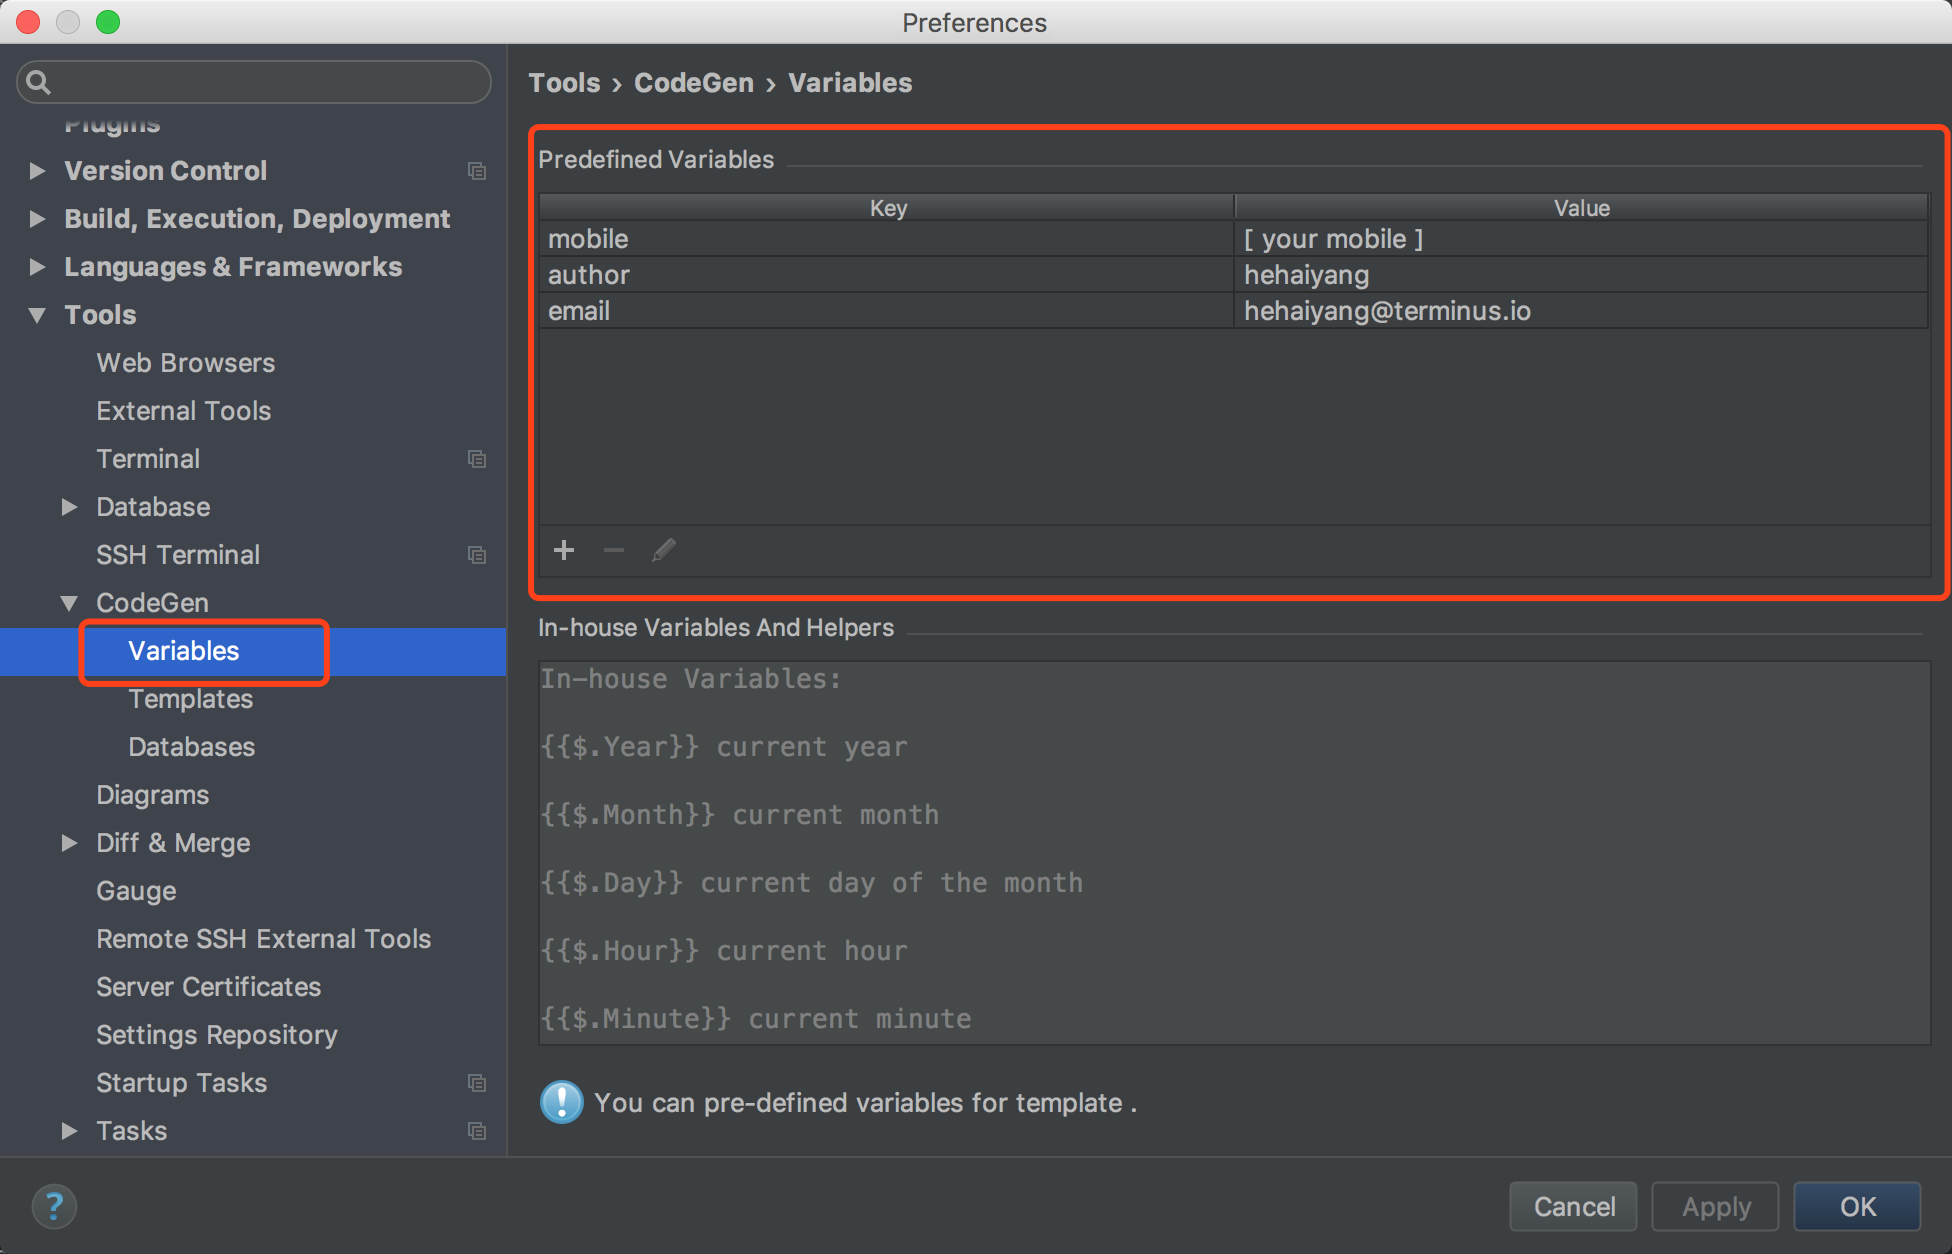 Preferences
Plugins
Version Control
Build, Execution, Deployment
Languages & Frameworks
Tools
Web Browsers
External Tools
Terminal
Database
SSH Terminal
CodeGen
Variables
Templates
Databases
Diagrams
Diff & Merge
Gauge
Remote SSH External Tools
Server Certificates
Settings Repository
Startup Tasks
Tasks
Tools › CodeGen › Variables
Predefined Variables
Key Value
mobile [ your mobile ]
author hehaiyang
email hehaiyang@terminus.io
In-house Variables And Helpers
In-house Variables:
{{$.Year}} current year
{{$.Month}} current month
{{$.Day}} current day of the month
{{$.Hour}} current hour
{{$.Minute}} current minute
You can pre-defined variables for template .
?
Cancel Apply OK